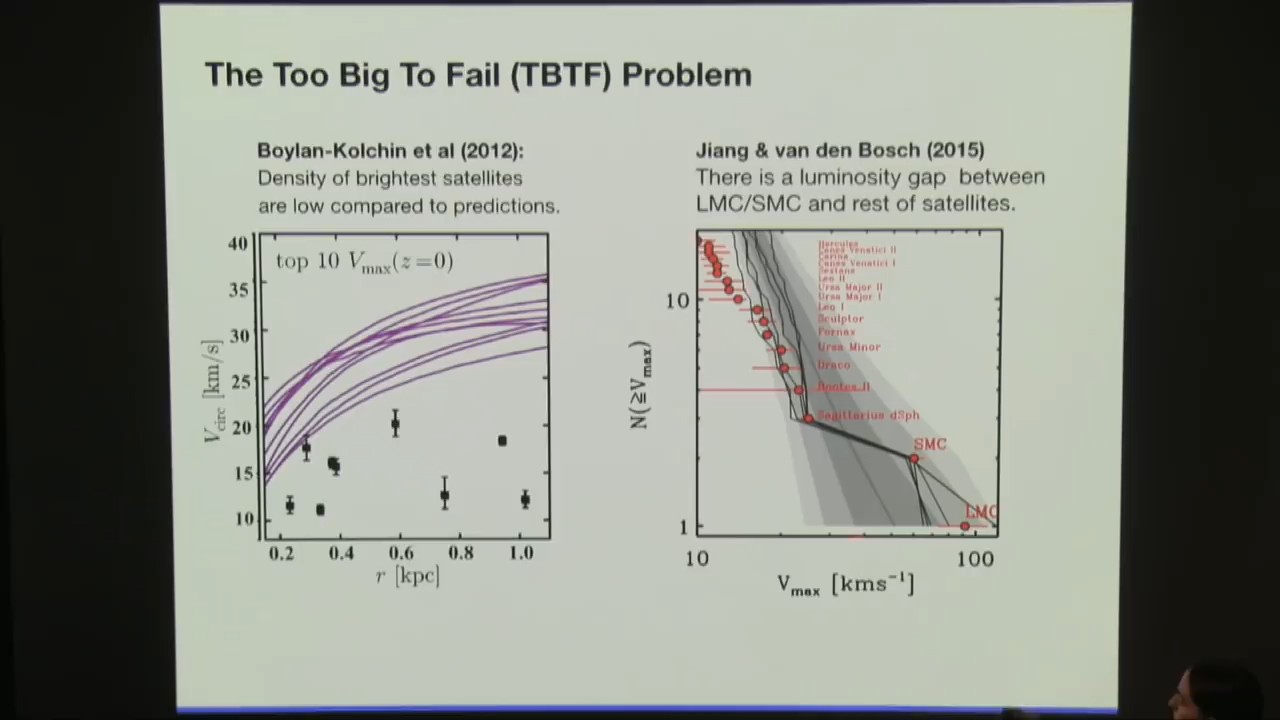 The Too Big To Fail (TBTF) Problem
Boylan-Kolchin et al (2012):
Density of brightest satellites
are low compared to predictions.
40
35
30
25
20
15
10
V_circ [km/s]
top 10 V_max(z=0)
0.2 0.4 0.6 0.8 1.0
r [kpc]
Jiang & van den Bosch (2015)
There is a luminosity gap between
LMC/SMC and rest of satellites.
10
1
N(≧V_max)
Hercules
Canes Venatici II
Carina
Canes Venatici I
Sextans
Leo II
Ursa Major II
Ursa Major I
Leo I
Sculptor
Fornax
Ursa Minor
Draco
Bootes II
Sagittarius dSph
SMC
LMC
10 100
V_max [kms⁻¹]